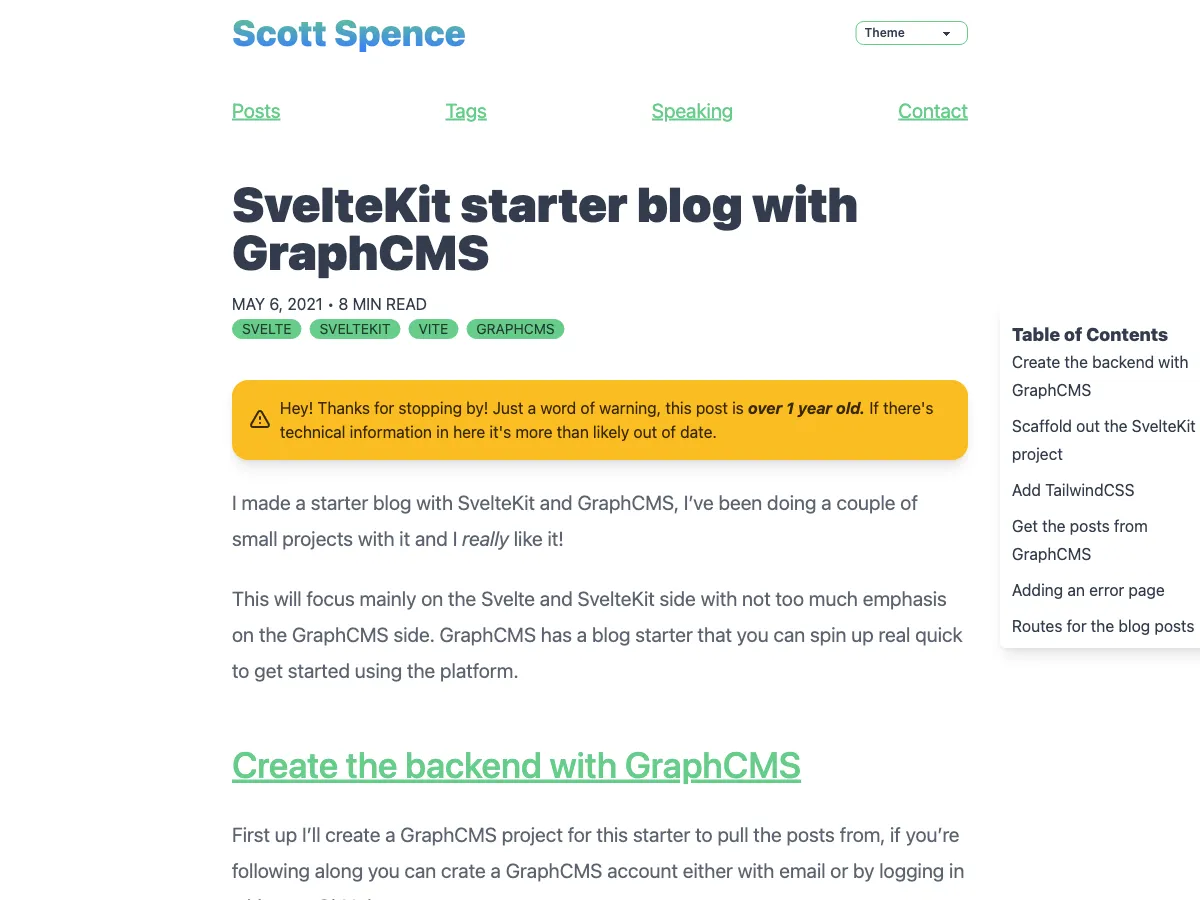 Scott Spence
Theme
Posts
Tags
Speaking
Contact
SvelteKit starter blog with
GraphCMS
MAY 6, 2021 • 8 MIN READ
SVELTE
SVELTEKIT
VITE
GRAPHCMS
Hey! Thanks for stopping by! Just a word of warning, this post is over 1 year old. If there's
technical information in here it's more than likely out of date.
I made a starter blog with SvelteKit and GraphCMS, I’ve been doing a couple of
small projects with it and I really like it!
This will focus mainly on the Svelte and SvelteKit side with not too much emphasis
on the GraphCMS side. GraphCMS has a blog starter that you can spin up real quick
to get started using the platform.
Create the backend with GraphCMS
First up I’ll create a GraphCMS project for this starter to pull the posts from, if you’re
following along you can crate a GraphCMS account either with email or by logging in
Table of Contents
Create the backend with
GraphCMS
Scaffold out the SvelteKit
project
Add TailwindCSS
Get the posts from
GraphCMS
Adding an error page
Routes for the blog posts